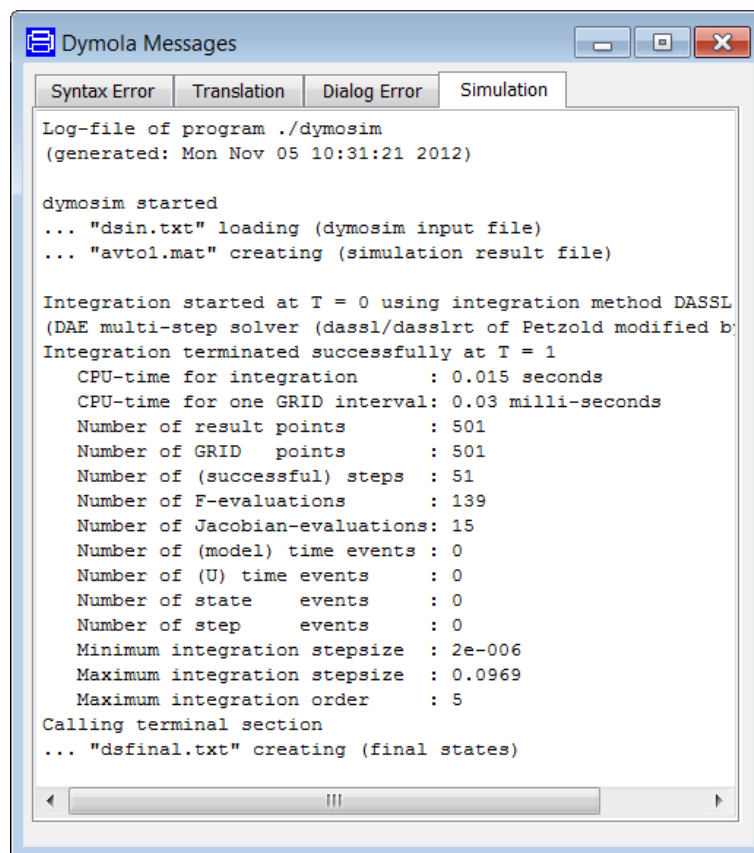 Dymola Messages
Syntax Error Translation Dialog Error Simulation
Log-file of program ./dymosim
(generated: Mon Nov 05 10:31:21 2012)
dymosim started
... "dsin.txt" loading (dymosim input file)
... "avto1.mat" creating (simulation result file)
Integration started at T = 0 using integration method DASSL
(DAE multi-step solver (dassl/dasslrt of Petzold modified by
Integration terminated successfully at T = 1
CPU-time for integration : 0.015 seconds
CPU-time for one GRID interval: 0.03 milli-seconds
Number of result points : 501
Number of GRID points : 501
Number of (successful) steps : 51
Number of F-evaluations : 139
Number of Jacobian-evaluations: 15
Number of (model) time events : 0
Number of (U) time events : 0
Number of state events : 0
Number of step events : 0
Minimum integration stepsize : 2e-006
Maximum integration stepsize : 0.0969
Maximum integration order : 5
Calling terminal section
... "dsfinal.txt" creating (final states)